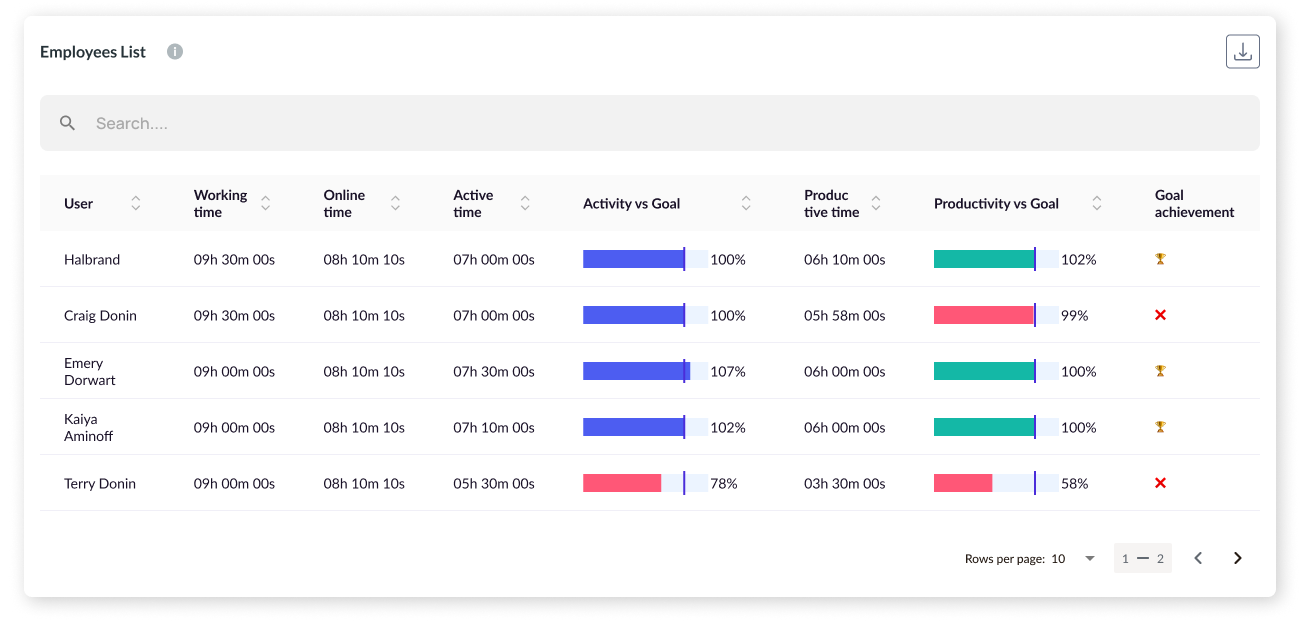 Employees List
Search....
User
Working
time
Online
time
Active
time
Activity vs Goal
Produc
tive time
Productivity vs Goal
Goal
achievement
Halbrand 09h 30m 00s 08h 10m 10s 07h 00m 00s 100% 06h 10m 00s 102%
Craig Donin 09h 30m 00s 08h 10m 10s 07h 00m 00s 100% 05h 58m 00s 99%
Emery
Dorwart 09h 00m 00s 08h 10m 10s 07h 30m 00s 107% 06h 00m 00s 100%
Kaiya
Aminoff 09h 00m 00s 08h 10m 10s 07h 10m 00s 102% 06h 00m 00s 100%
Terry Donin 09h 00m 00s 08h 10m 10s 05h 30m 00s 78% 03h 30m 00s 58%
Rows per page: 10 1 — 2